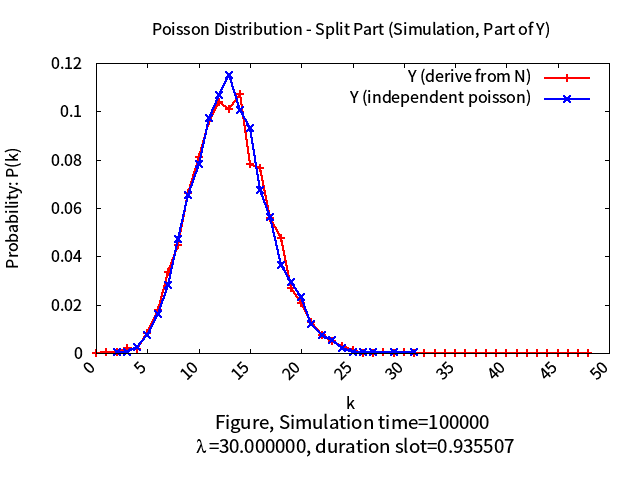 Poisson Distribution - Split Part (Simulation, Part of Y)
Y (derive from N)
Y (independent poisson)
Probability: P(k)
0.12
0.1
0.08
0.06
0.04
0.02
0
0 5 10 15 20 25 30 35 40 45 50
k
Figure, Simulation time=100000
λ=30.000000, duration slot=0.935507